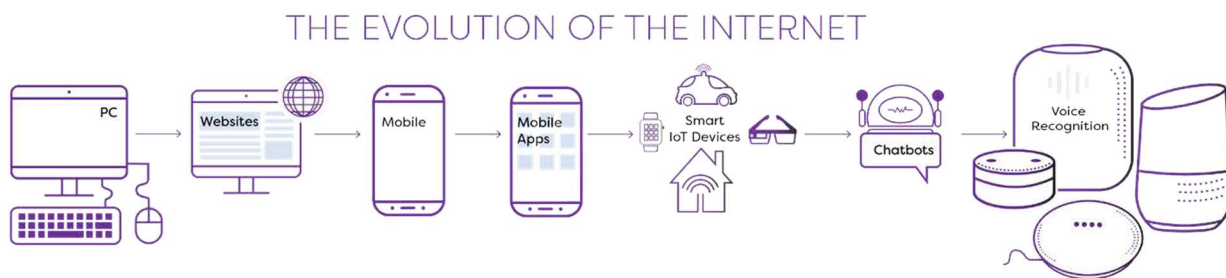 THE EVOLUTION OF THE INTERNET
PC
Websites
Mobile
Mobile
Apps
Smart
IoT Devices
Chatbots
Voice
Recognition